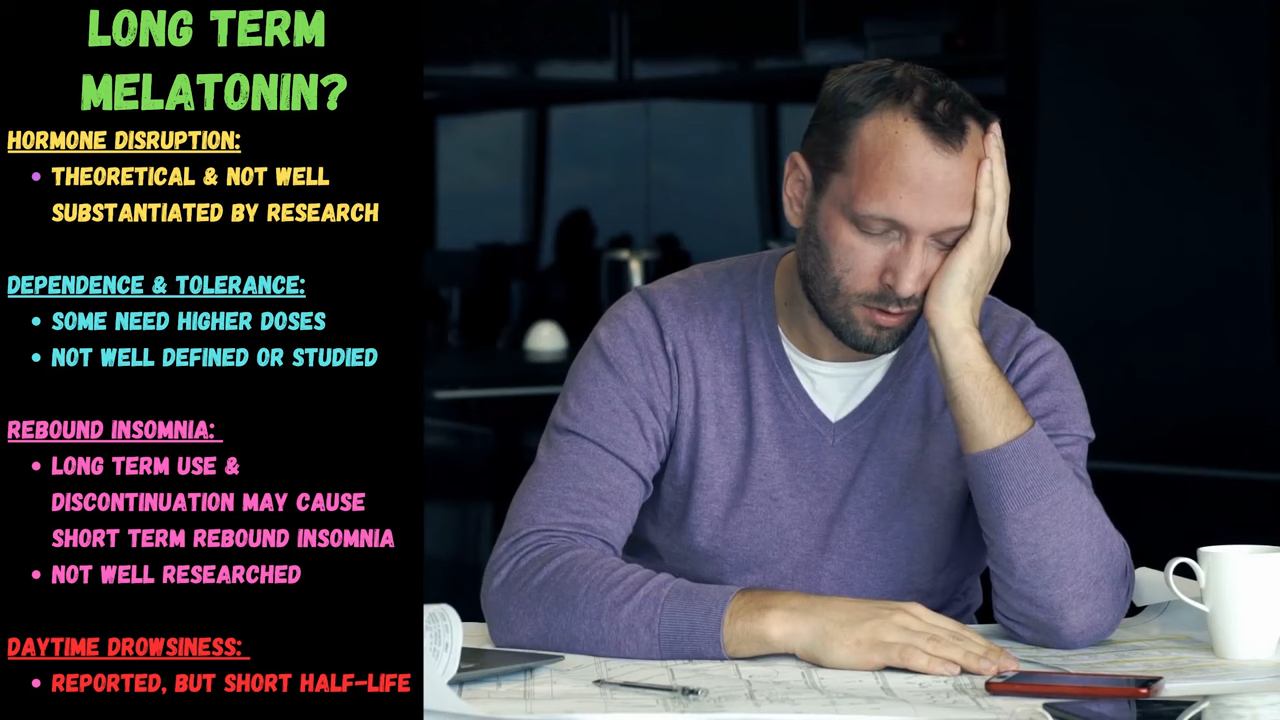 LONG TERM
MELATONIN?
HORMONE DISRUPTION:
• THEORETICAL & NOT WELL
SUBSTANTIATED BY RESEARCH
DEPENDENCE & TOLERANCE:
• SOME NEED HIGHER DOSES
• NOT WELL DEFINED OR STUDIED
REBOUND INSOMNIA:
• LONG TERM USE &
DISCONTINUATION MAY CAUSE
SHORT TERM REBOUND INSOMNIA
• NOT WELL RESEARCHED
DAYTIME DROWSINESS:
• REPORTED, BUT SHORT HALF-LIFE